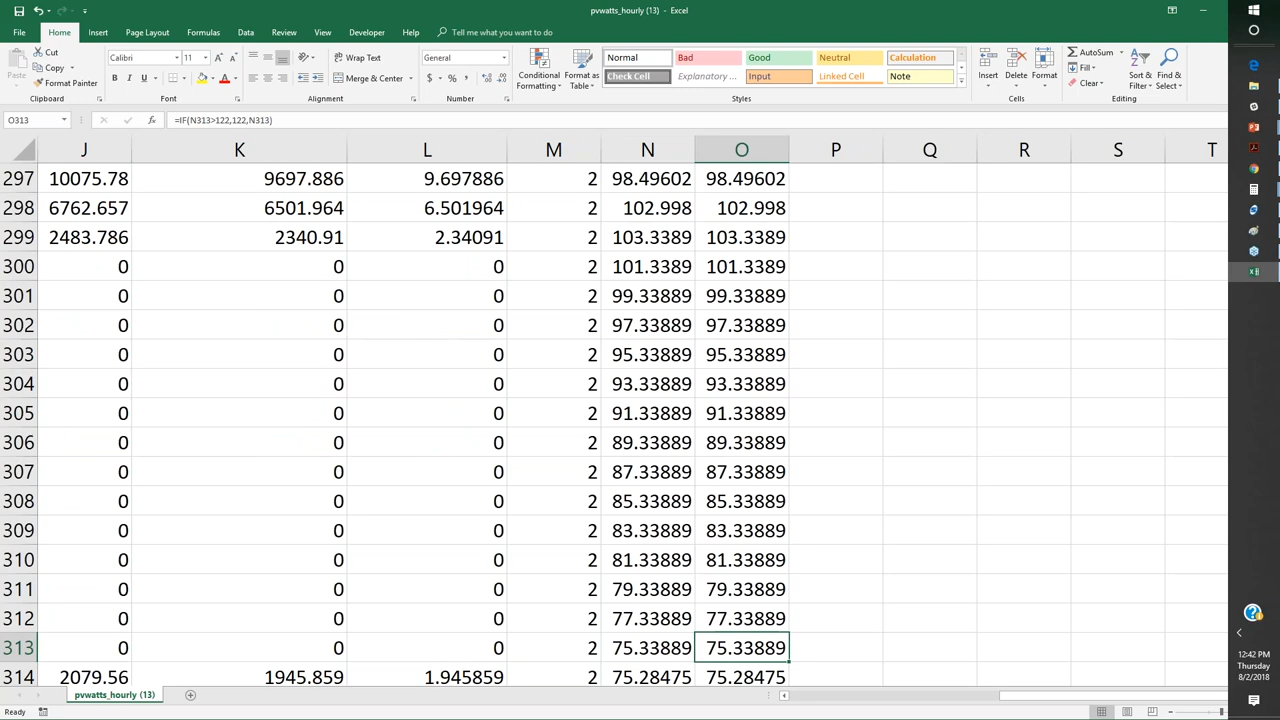 pvwatts_hourly (13) - Excel
File Home Insert Page Layout Formulas Data Review View Developer Help Tell me what you want to do
Paste
Cut
Copy
Format Painter
Clipboard
Calibri 11
B I U A
Font
Wrap Text
Merge & Center
Alignment
General
$ % ,
Number
Conditional Formatting
Format as Table
Normal Bad Good Neutral Calculation
Check Cell Explanatory ... Input Linked Cell Note
Styles
Insert Delete Format
Cells
AutoSum
Fill
Clear
Sort & Filter
Find & Select
Editing
O313 fx =IF(N313>122,122,N313)
J K L M N O P Q R S T
297 10075.78 9697.886 9.697886 2 98.49602 98.49602
298 6762.657 6501.964 6.501964 2 102.998 102.998
299 2483.786 2340.91 2.34091 2 103.3389 103.3389
300 0 0 0 2 101.3389 101.3389
301 0 0 0 2 99.33889 99.33889
302 0 0 0 2 97.33889 97.33889
303 0 0 0 2 95.33889 95.33889
304 0 0 0 2 93.33889 93.33889
305 0 0 0 2 91.33889 91.33889
306 0 0 0 2 89.33889 89.33889
307 0 0 0 2 87.33889 87.33889
308 0 0 0 2 85.33889 85.33889
309 0 0 0 2 83.33889 83.33889
310 0 0 0 2 81.33889 81.33889
311 0 0 0 2 79.33889 79.33889
312 0 0 0 2 77.33889 77.33889
313 0 0 0 2 75.33889 75.33889
314 2079.56 1945.859 1.945859 2 75.28475 75.28475
pvwatts_hourly (13)
Ready
12:42 PM
Thursday
8/2/2018